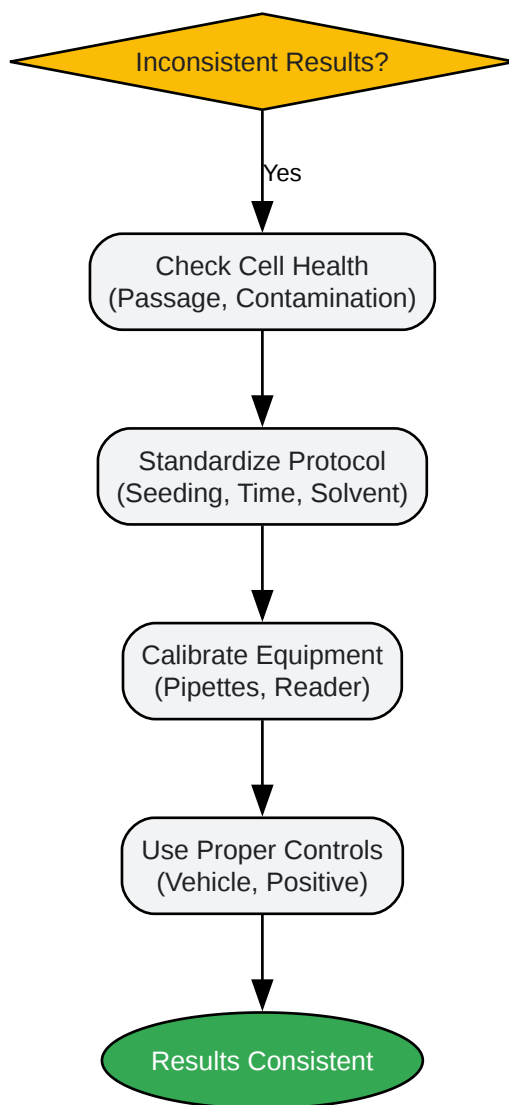 Inconsistent Results?
Yes
Check Cell Health
(Passage, Contamination)
Standardize Protocol
(Seeding, Time, Solvent)
Calibrate Equipment
(Pipettes, Reader)
Use Proper Controls
(Vehicle, Positive)
Results Consistent